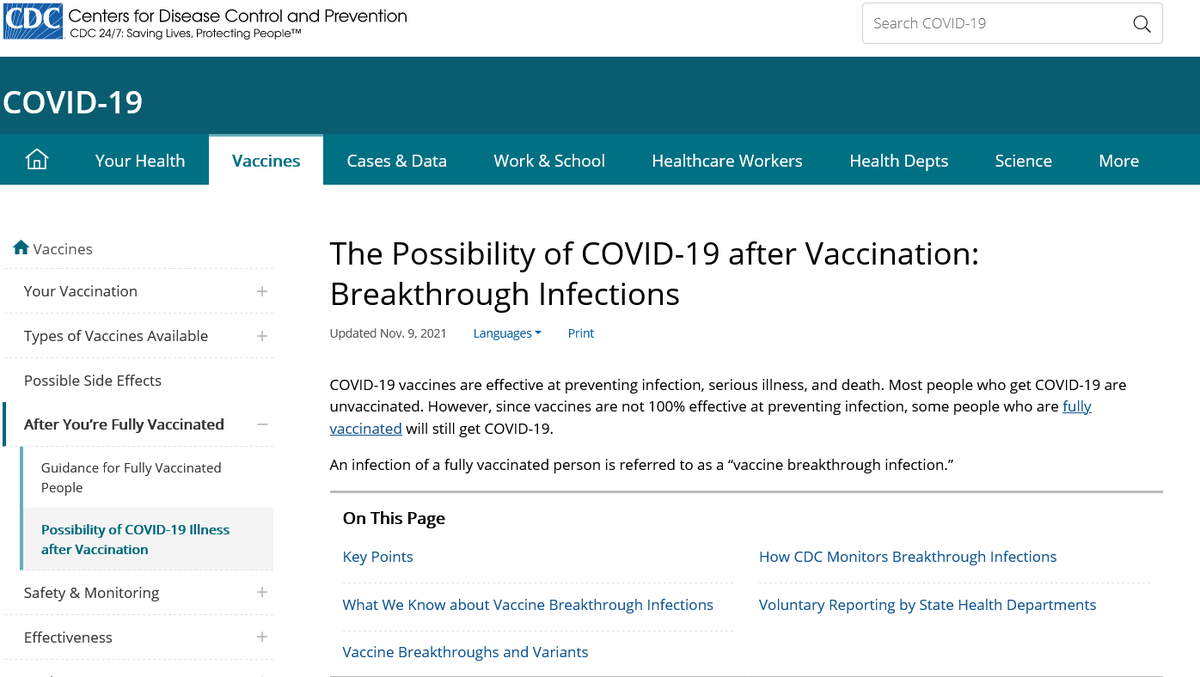 CDC Centers for Disease Control and Prevention
CDC 24/7: Saving Lives, Protecting People™
Search COVID-19
COVID-19
Your Health Vaccines Cases & Data Work & School Healthcare Workers Health Depts Science More
Vaccines
Your Vaccination +
Types of Vaccines Available +
Possible Side Effects
After You’re Fully Vaccinated −
Guidance for Fully Vaccinated
People
Possibility of COVID-19 Illness
after Vaccination
Safety & Monitoring +
Effectiveness +
The Possibility of COVID-19 after Vaccination:
Breakthrough Infections
Updated Nov. 9, 2021 Languages Print
COVID-19 vaccines are effective at preventing infection, serious illness, and death. Most people who get COVID-19 are
unvaccinated. However, since vaccines are not 100% effective at preventing infection, some people who are fully
vaccinated will still get COVID-19.
An infection of a fully vaccinated person is referred to as a “vaccine breakthrough infection.”
On This Page
Key Points
What We Know about Vaccine Breakthrough Infections
Vaccine Breakthroughs and Variants
How CDC Monitors Breakthrough Infections
Voluntary Reporting by State Health Departments